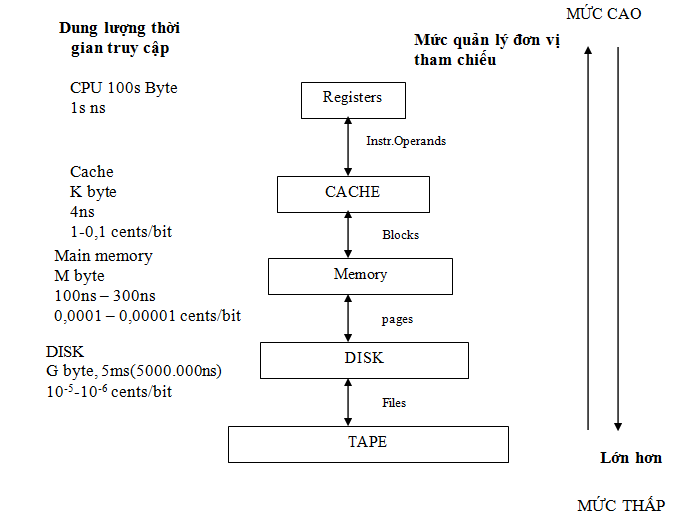 MỨC CAO
Dung lượng thời
gian truy cập
Mức quản lý đơn vị
tham chiếu
CPU 100s Byte
1s ns
Registers
Instr.Operands
Cache
K byte
4ns
1-0,1 cents/bit
CACHE
Blocks
Main memory
M byte
100ns – 300ns
0,0001 – 0,00001 cents/bit
Memory
pages
DISK
G byte, 5ms(5000.000ns)
10-5-10-6 cents/bit
DISK
Files
TAPE
Lớn hơn
MỨC THẤP